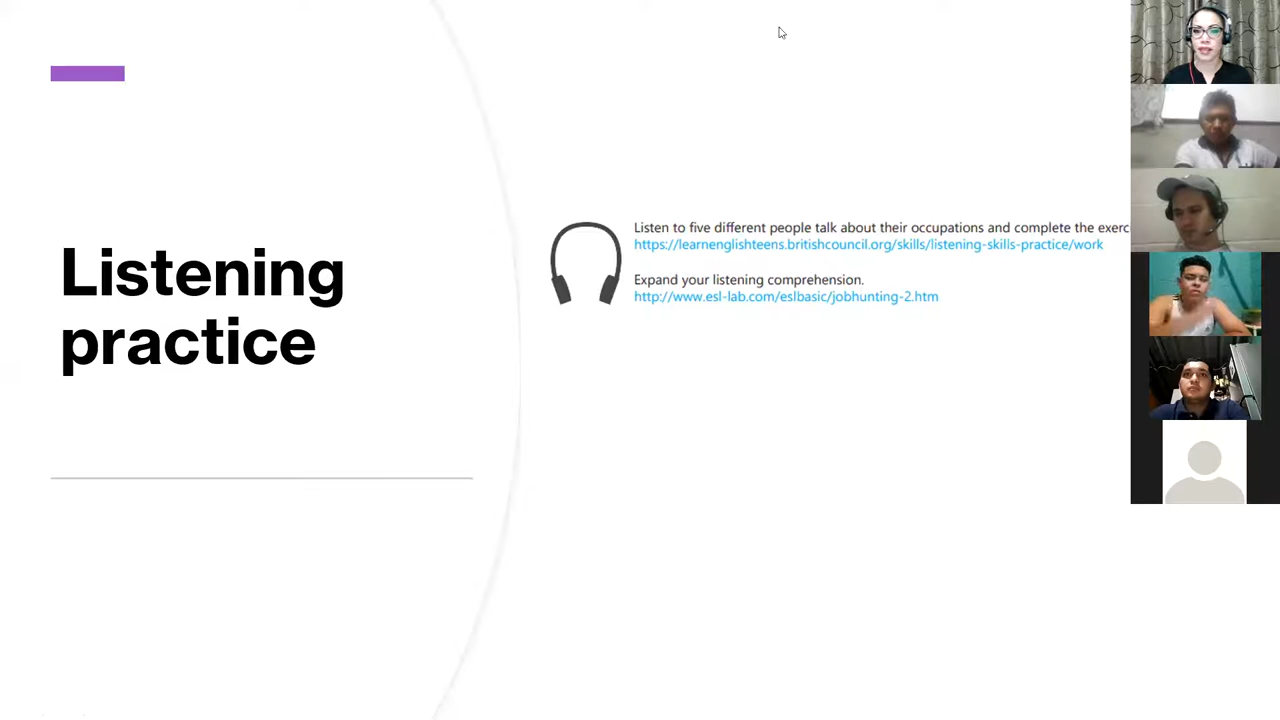 Listening
practice
Listen to five different people talk about their occupations and complete the exerc
https://learnenglishteens.britishcouncil.org/skills/listening-skills-practice/work
Expand your listening comprehension.
http://www.esl-lab.com/eslbasic/jobhunting-2.htm